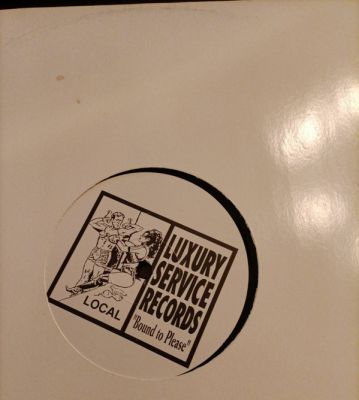 LUXURY
SERVICE
RECORDS
"Bound to Please"
LOCAL